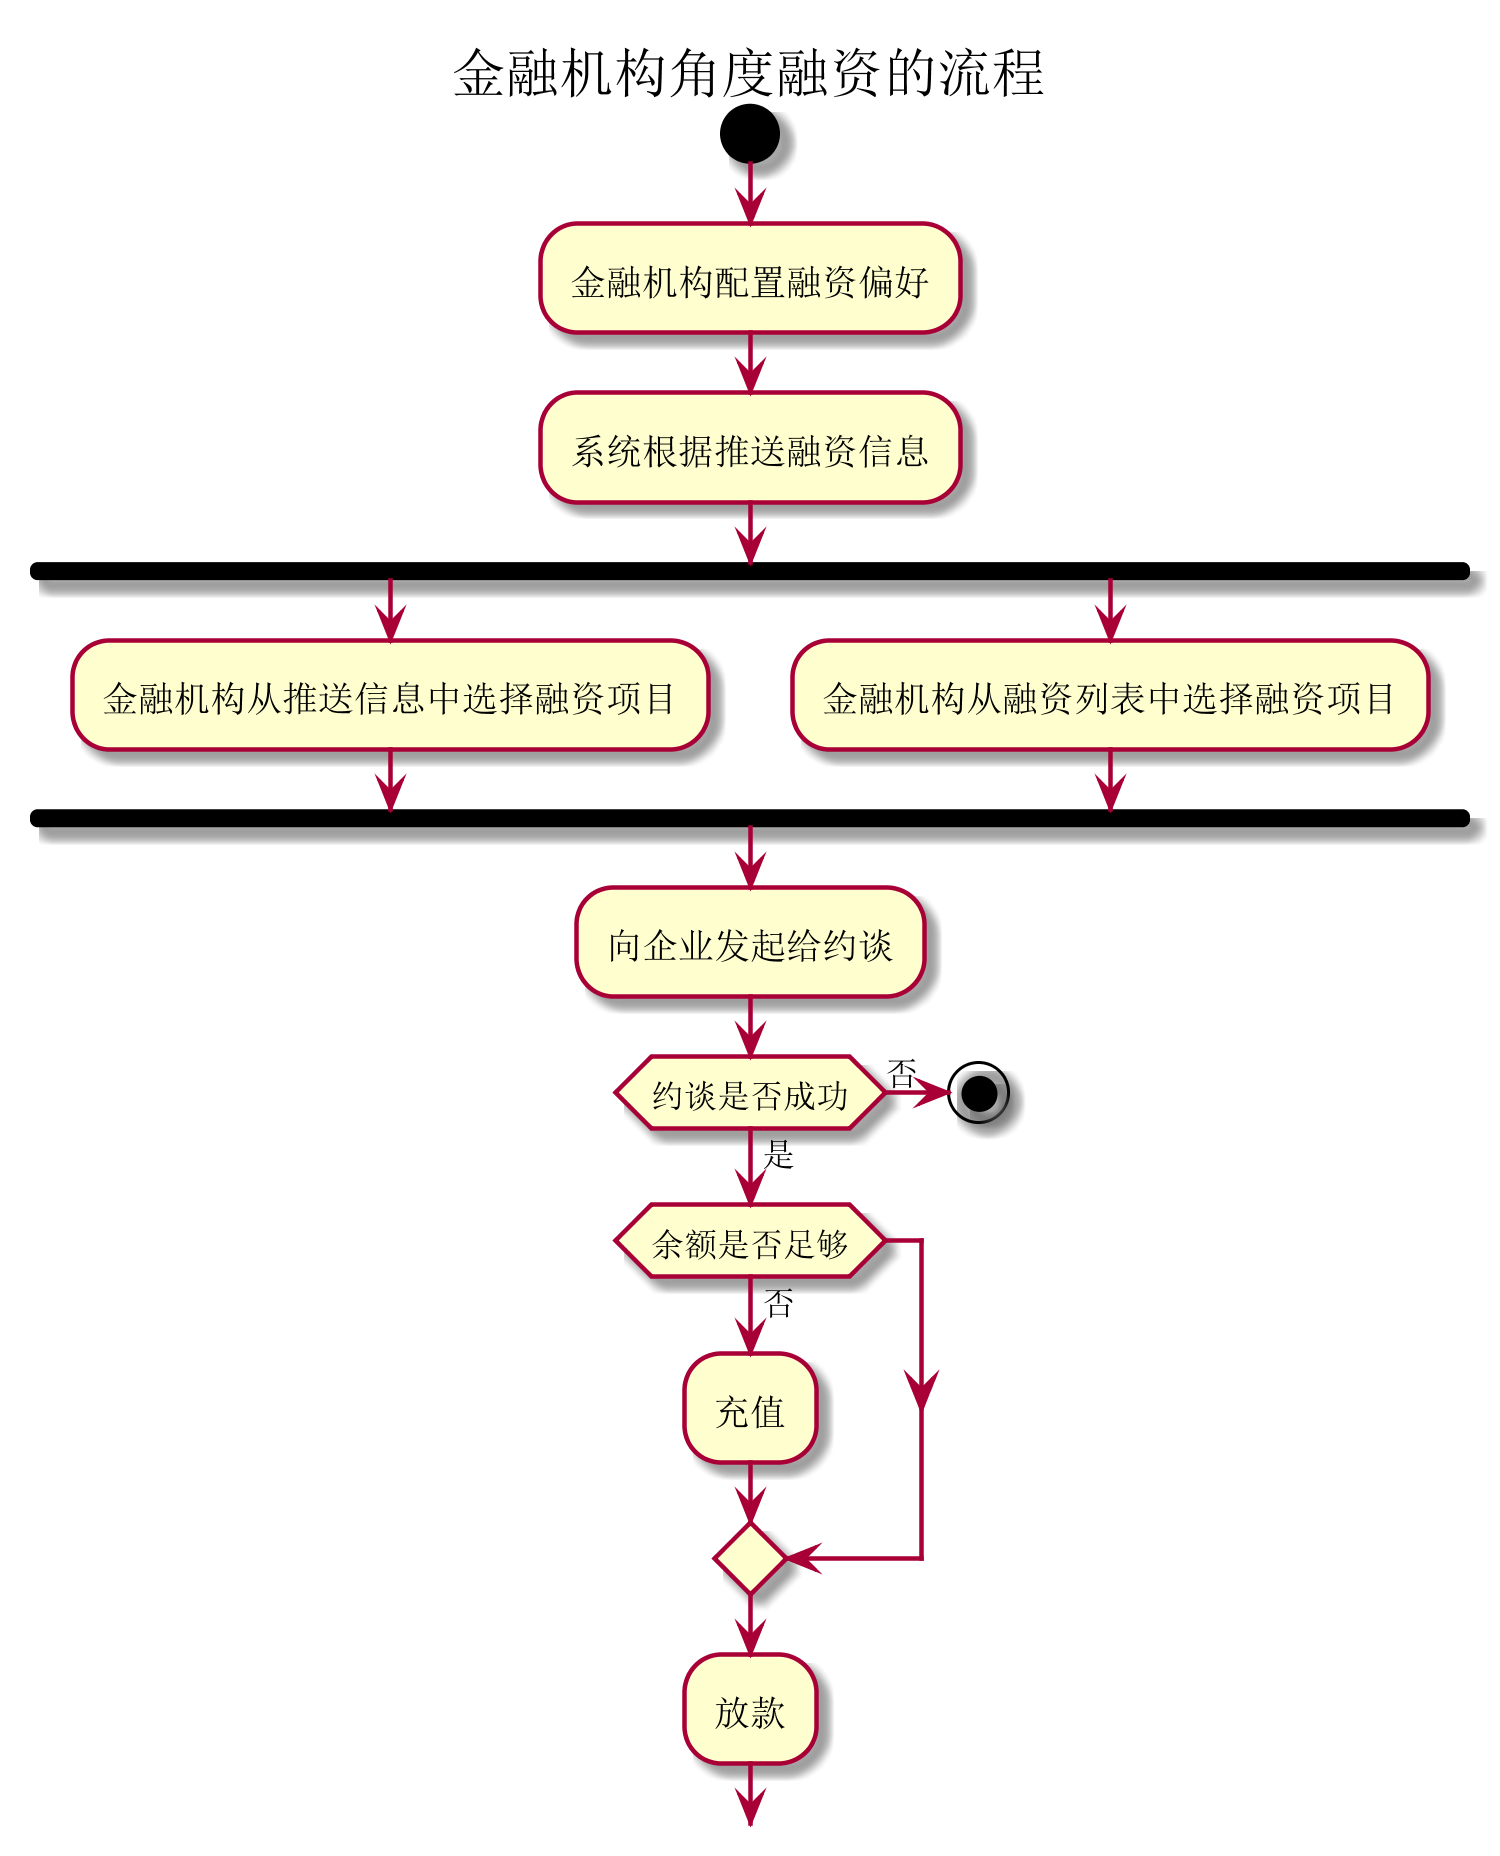 金融机构角度融资的流程
金融机构配置融资偏好
系统根据推送融资信息
金融机构从推送信息中选择融资项目
金融机构从融资列表中选择融资项目
向企业发起给约谈
约谈是否成功
否
是
余额是否足够
否
充值
放款